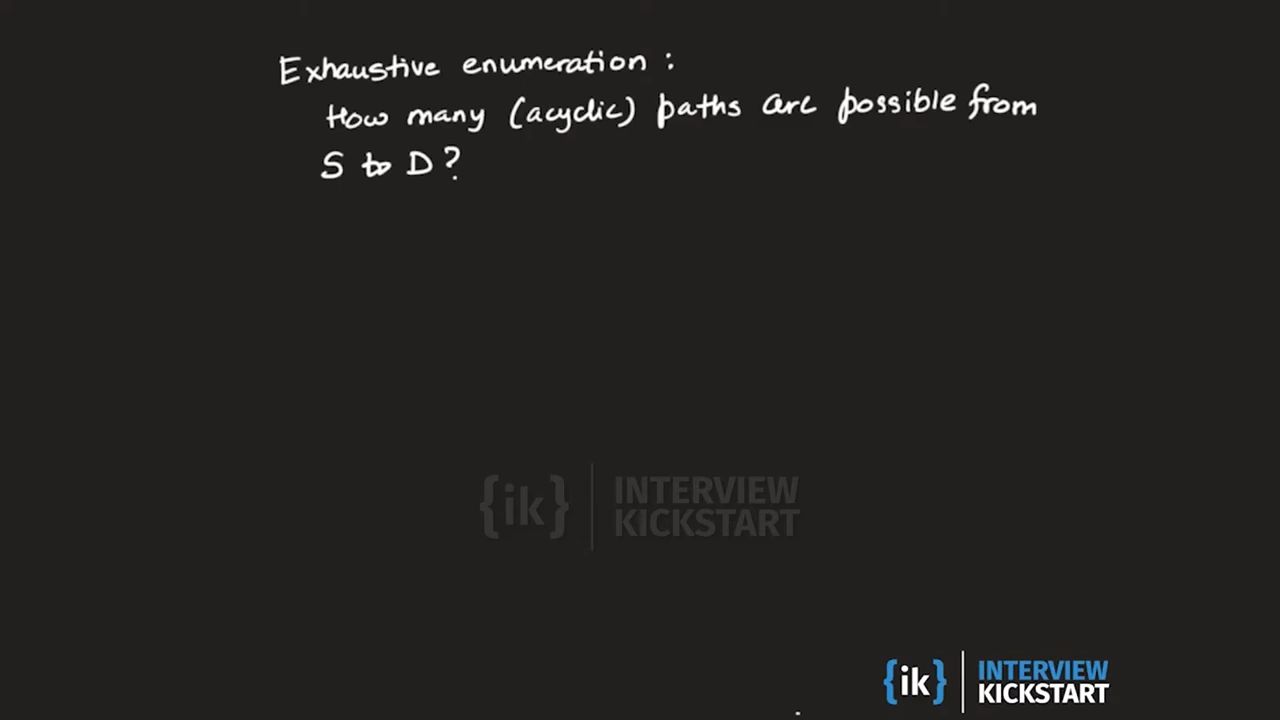 Exhaustive enumeration :
How many (acyclic) paths are possible from
S to D?
{ik} INTERVIEW
KICKSTART
{ik} INTERVIEW
KICKSTART